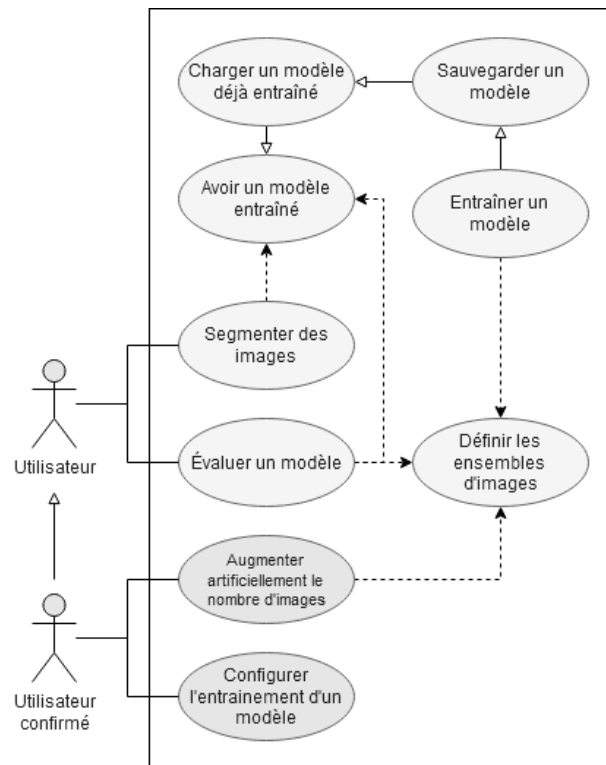 Charger un modèle
déjà entraîné
Sauvegarder un
modèle
Avoir un modèle
entraîné
Entraîner un
modèle
Segmenter des
images
Utilisateur
Évaluer un modèle
Définir les
ensembles
d'images
Augmenter
artificiellement le
nombre d'images
Utilisateur
confirmé
Configurer
l'entrainement d'un
modèle